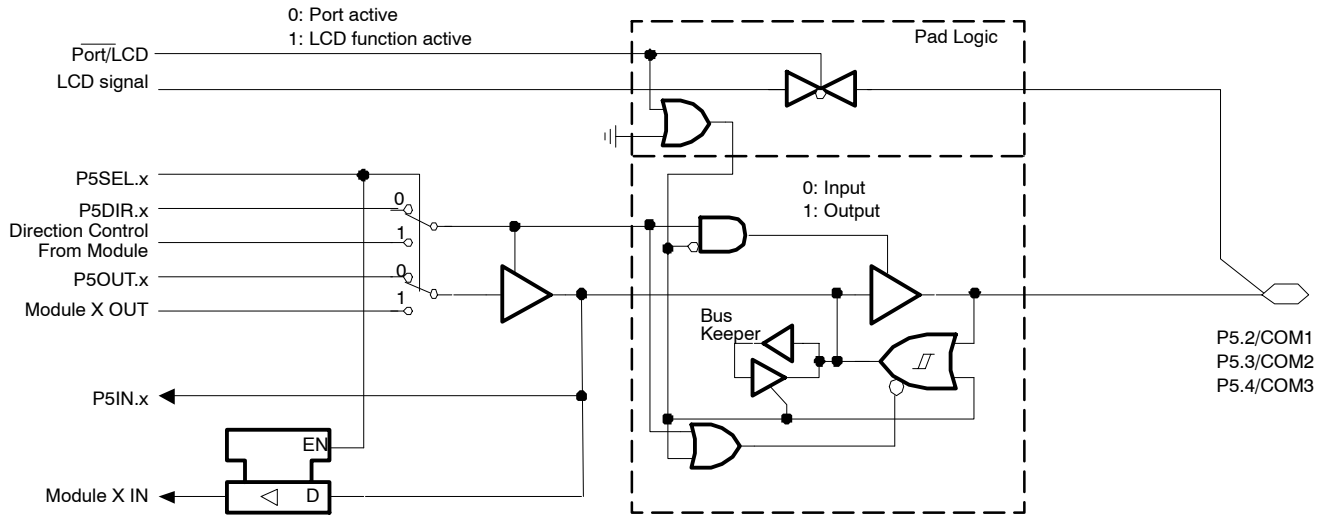 0: Port active
1: LCD function active
Port/LCD
LCD signal
Pad Logic
P5SEL.x
P5DIR.x
0
Direction Control
From Module
1
P5OUT.x
0
Module X OUT
1
0: Input
1: Output
Bus
Keeper
P5.2/COM1
P5.3/COM2
P5.4/COM3
P5IN.x
EN
Module X IN
D